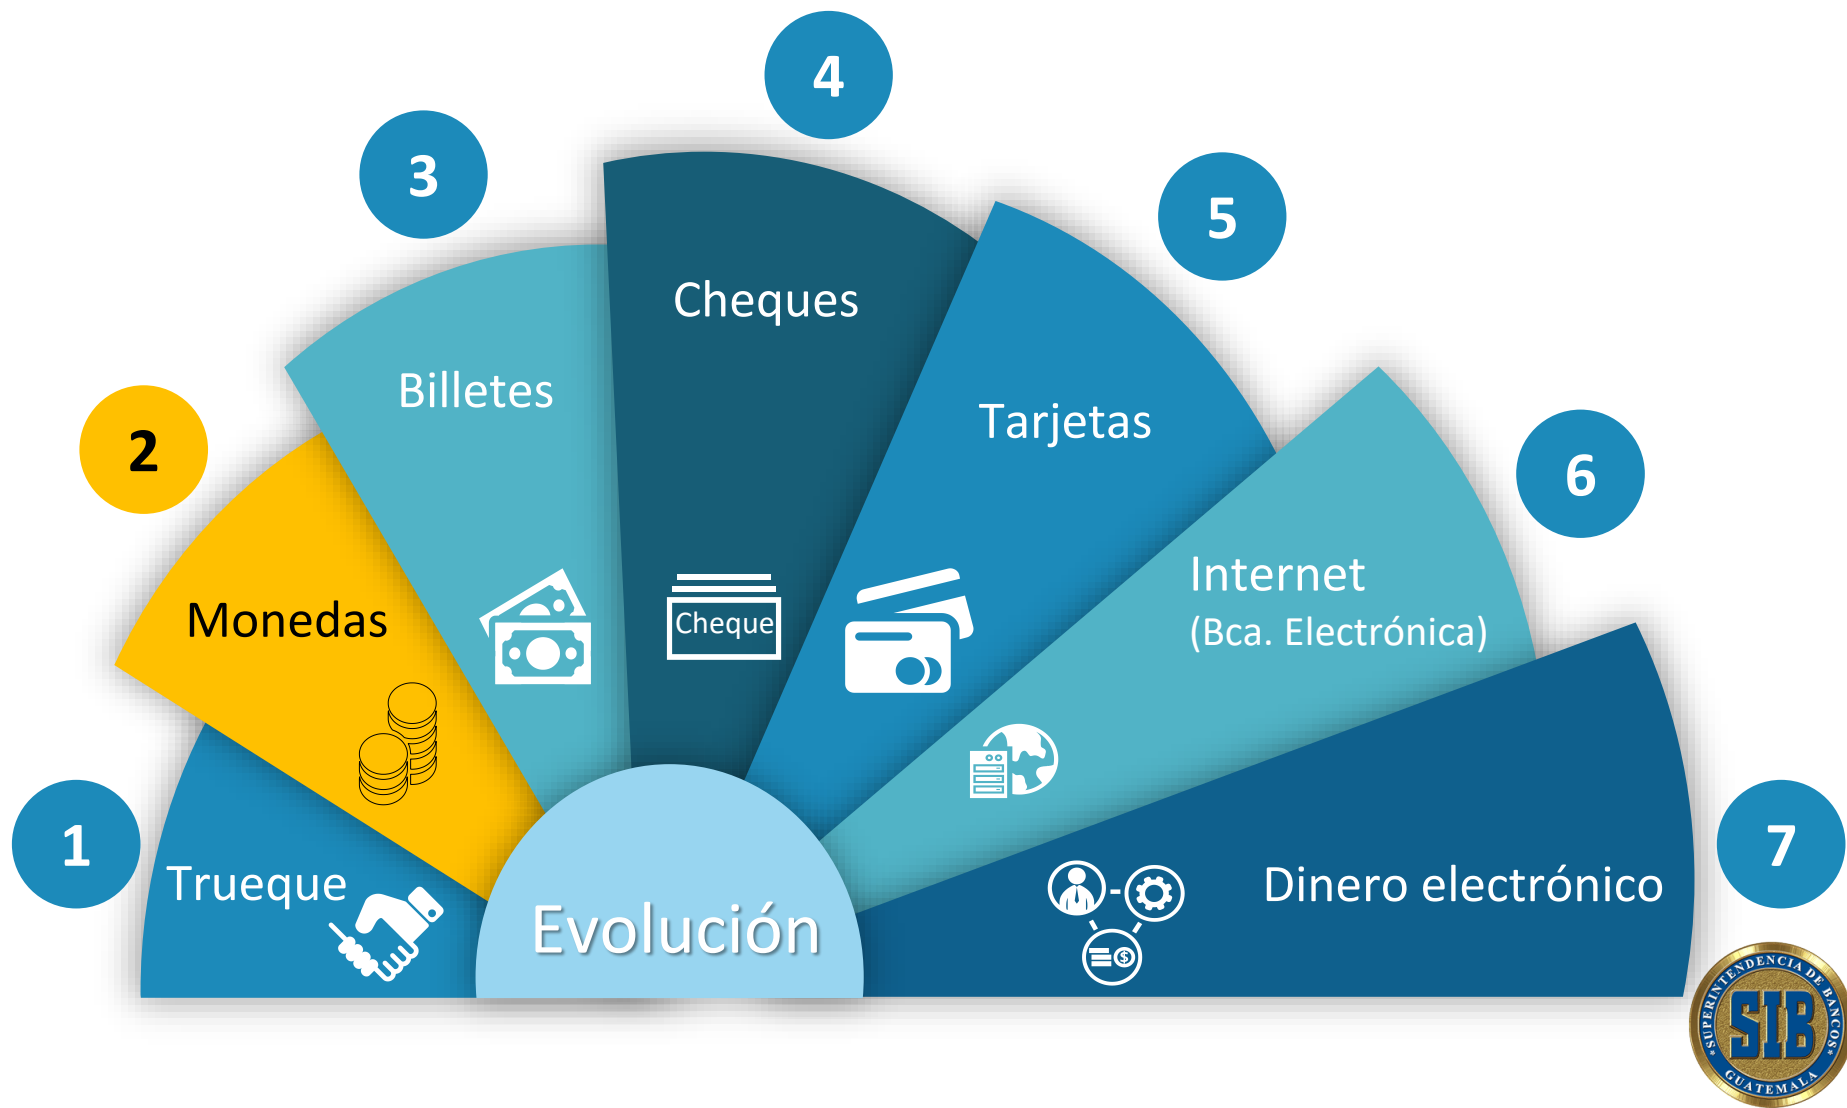 1
Trueque
2
Monedas
3
Billetes
4
Cheques
Cheque
5
Tarjetas
6
Internet
(Bca. Electrónica)
7
Dinero electrónico
$
Evolución
*SUPERINTENDENCIA DE BANCOS*
SIB
GUATEMALA